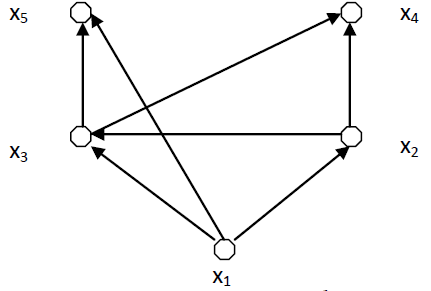 x₅ x₄
x₃ x₂
x₁